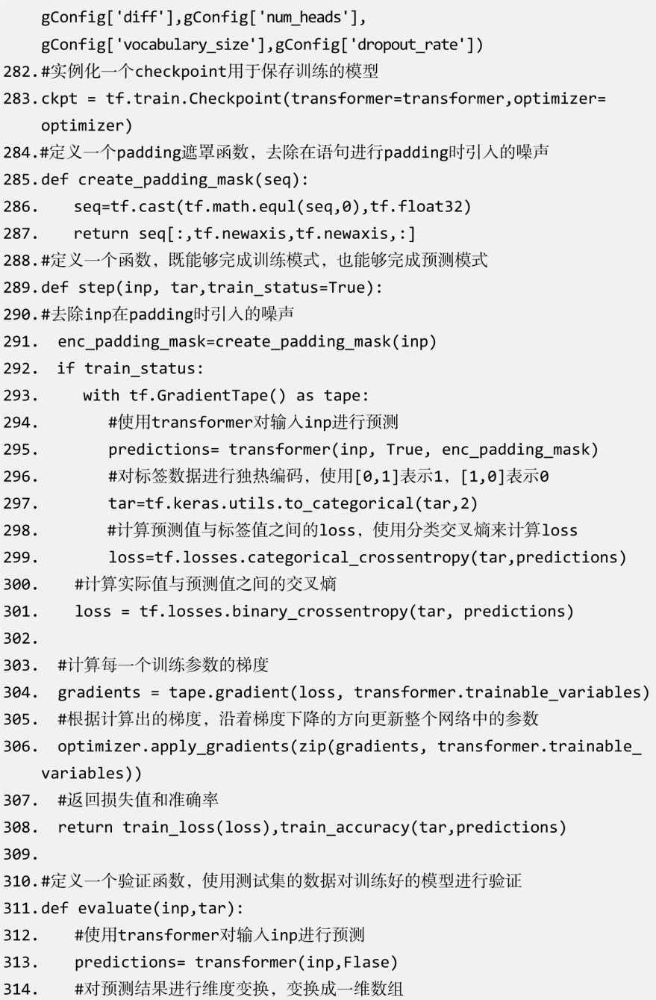 gConfig['diff'],gConfig['num_heads'],
gConfig['vocabulary_size'],gConfig['dropout_rate'])
282.#实例化一个checkpoint用于保存训练的模型
283.ckpt = tf.train.Checkpoint(transformer=transformer,optimizer=
optimizer)
284.#定义一个padding遮罩函数，去除在语句进行padding时引入的噪声
285.def create_padding_mask(seq):
286.    seq=tf.cast(tf.math.equl(seq,0),tf.float32)
287.    return seq[:,tf.newaxis,tf.newaxis,:]
288.#定义一个函数，既能够完成训练模式，也能够完成预测模式
289.def step(inp, tar,train_status=True):
290.#去除inp在padding时引入的噪声
291.  enc_padding_mask=create_padding_mask(inp)
292.  if train_status:
293.     with tf.GradientTape() as tape:
294.        #使用transformer对输入inp进行预测
295.        predictions= transformer(inp, True, enc_padding_mask)
296.        #对标签数据进行独热编码，使用[0,1]表示1，[1,0]表示0
297.        tar=tf.keras.utils.to_categorical(tar,2)
298.        #计算预测值与标签值之间的loss，使用分类交叉熵来计算loss
299.        loss=tf.losses.categorical_crossentropy(tar,predictions)
300.    #计算实际值与预测值之间的交叉熵
301.    loss = tf.losses.binary_crossentropy(tar, predictions)
302.
303.  #计算每一个训练参数的梯度
304.  gradients = tape.gradient(loss, transformer.trainable_variables)
305.  #根据计算出的梯度，沿着梯度下降的方向更新整个网络中的参数
306.  optimizer.apply_gradients(zip(gradients, transformer.trainable_
variables))
307.  #返回损失值和准确率
308.  return train_loss(loss),train_accuracy(tar,predictions)
309.
310.#定义一个验证函数，使用测试集的数据对训练好的模型进行验证
311.def evaluate(inp,tar):
312.    #使用transformer对输入inp进行预测
313.    predictions= transformer(inp,Flase)
314.    #对预测结果进行维度变换，变换成一维数组